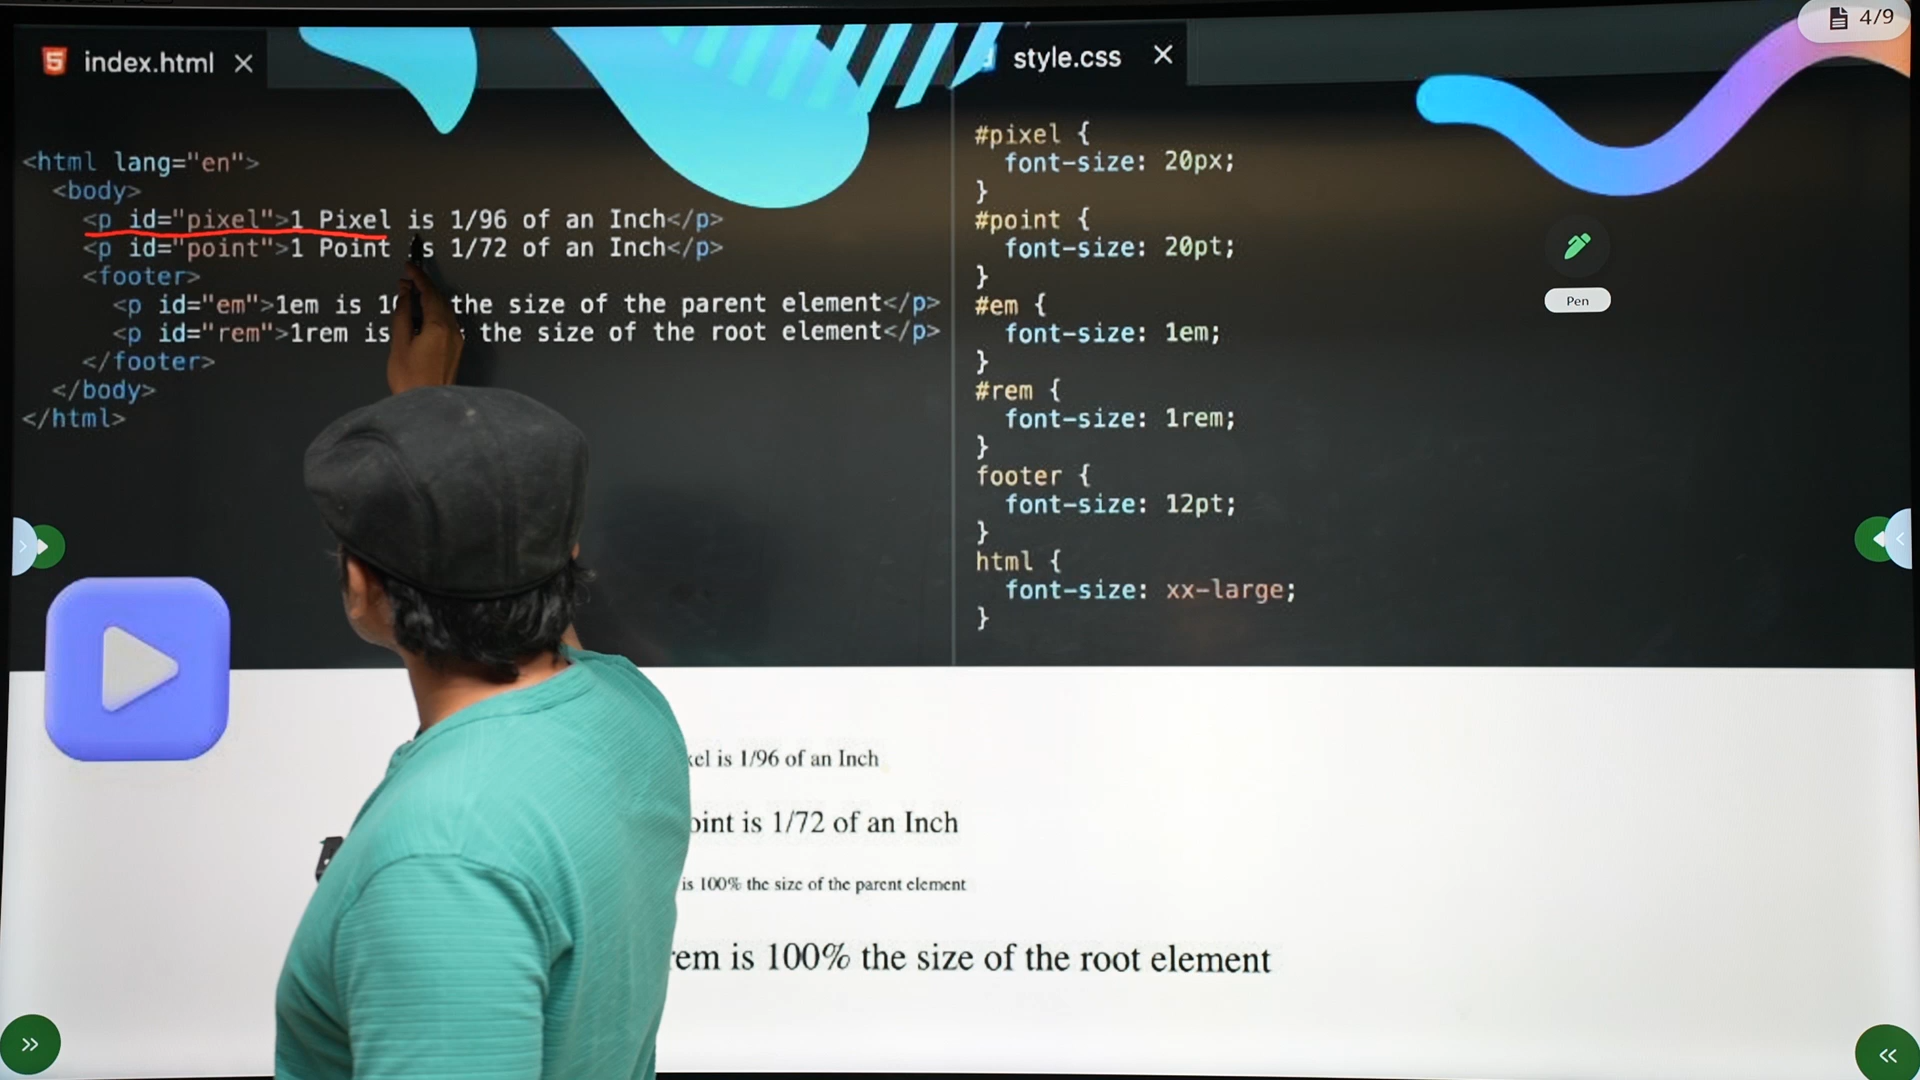 4/9
index.html ×
style.css ×
<html lang="en">
<body>
<p id="pixel">1 Pixel is 1/96 of an Inch</p>
<p id="point">1 Point is 1/72 of an Inch</p>
<footer>
<p id="em">1em is the size of the parent element</p>
<p id="rem">1rem is the size of the root element</p>
</footer>
</body>
</html>
#pixel {
font-size: 20px;
}
#point {
font-size: 20pt;
}
#em {
font-size: 1em;
}
#rem {
font-size: 1rem;
}
footer {
font-size: 12pt;
}
html {
font-size: xx-large;
}
Pen
is 1/96 of an Inch
is 1/72 of an Inch
is 100% the size of the parent element
rem is 100% the size of the root element